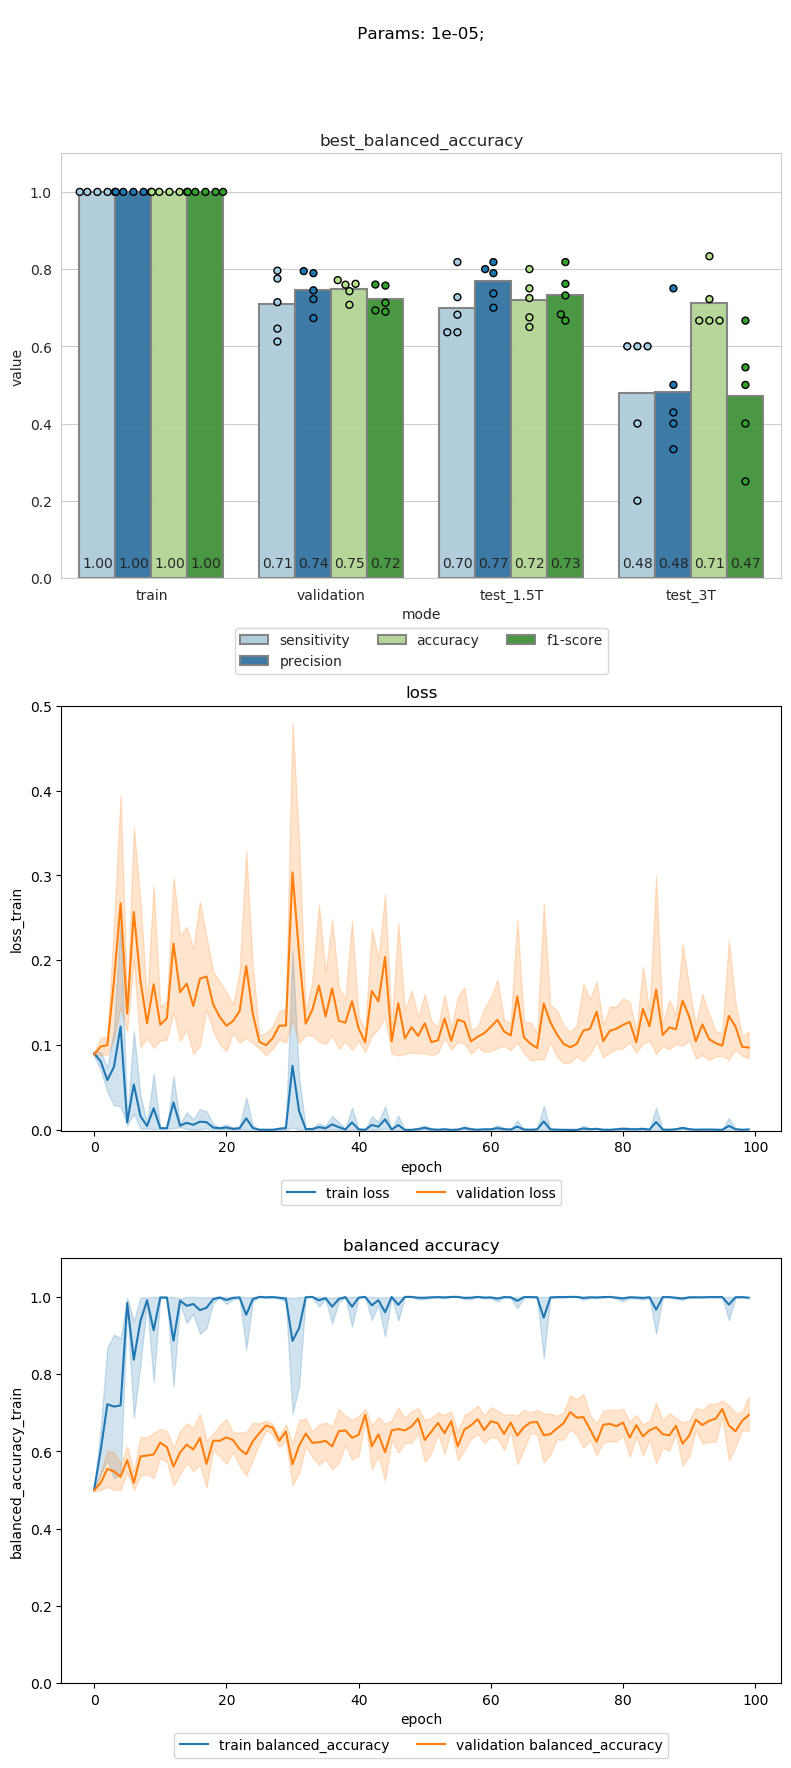 Params: 1e-05;
best_balanced_accuracy
1.0
0.8
0.6
0.4
0.2
0.0
value
1.00 1.00 1.00 1.00 0.71 0.74 0.75 0.72 0.70 0.77 0.72 0.73 0.48 0.48 0.71 0.47
train validation test_1.5T test_3T
mode
sensitivity accuracy f1-score
precision
loss
0.5
0.4
0.3
0.2
0.1
0.0
loss_train
0 20 40 60 80 100
epoch
train loss validation loss
balanced accuracy
1.0
0.8
0.6
0.4
0.2
0.0
balanced_accuracy_train
0 20 40 60 80 100
epoch
train balanced_accuracy validation balanced_accuracy